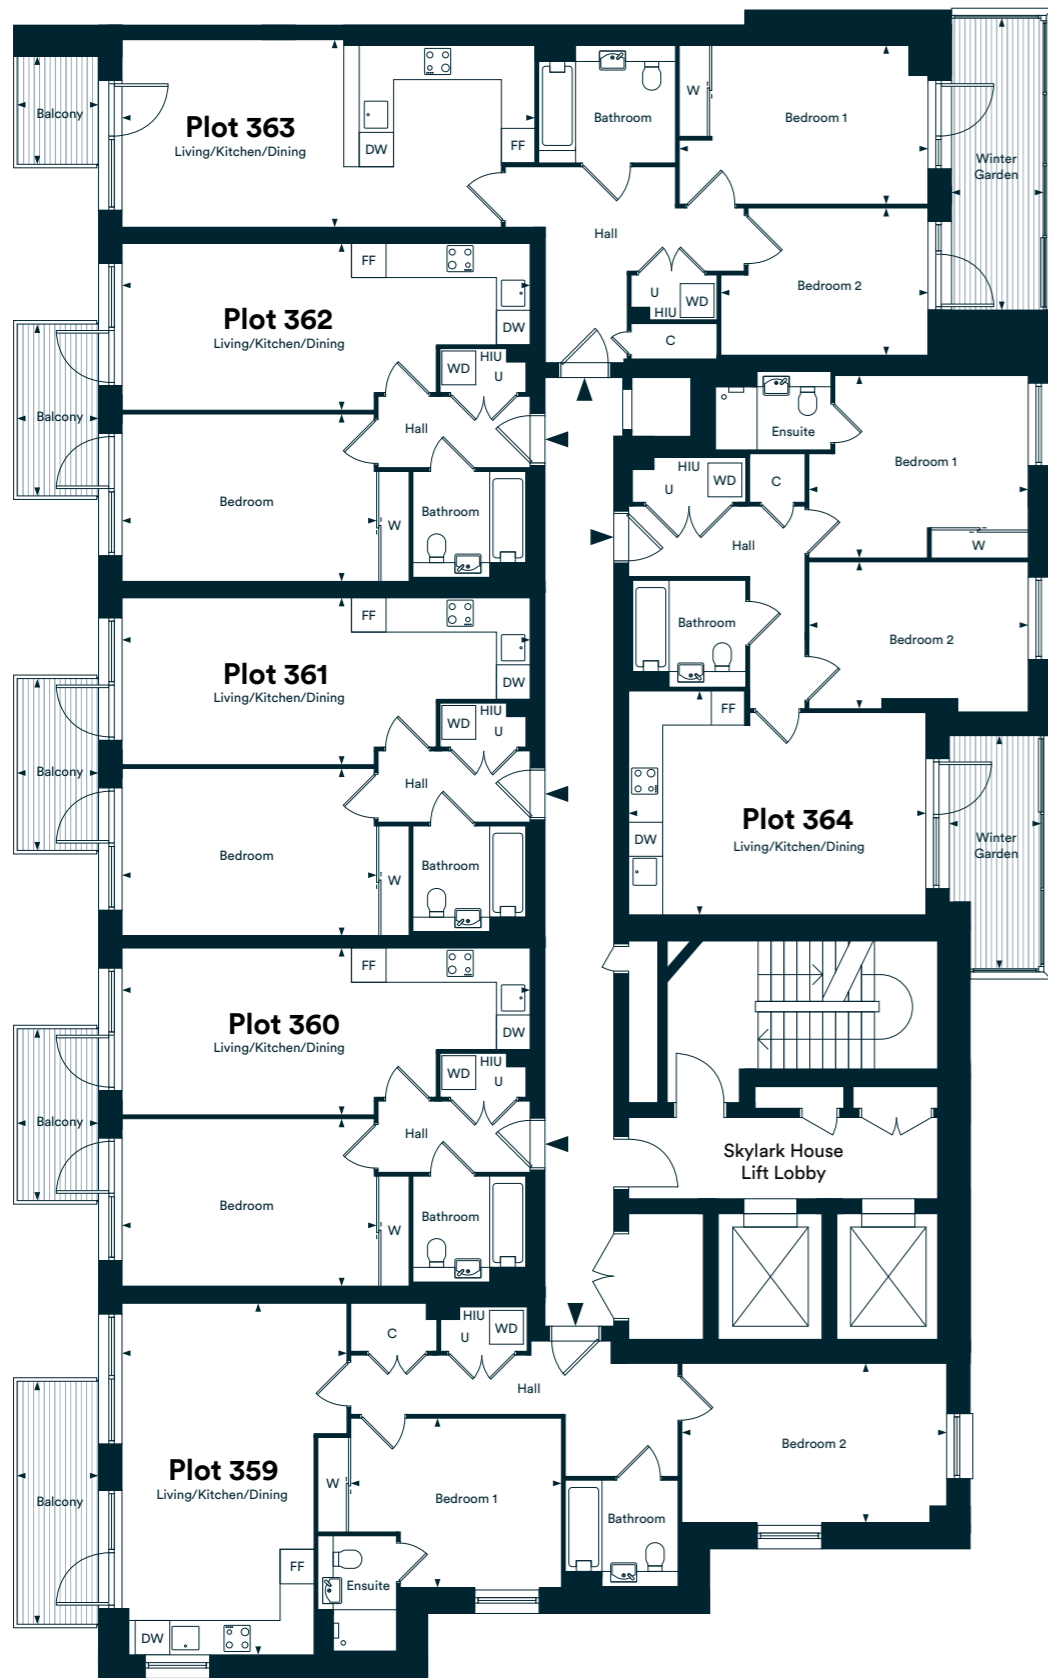 Balcony
Plot 363
Living/Kitchen/Dining
DW
FF
Bathroom
W
Bedroom 1
Winter
Garden
Hall
Bedroom 2
U
HIU
WD
C
Plot 362
Living/Kitchen/Dining
FF
DW
WD
HIU
U
Balcony
Hall
Bedroom
W
Bathroom
Ensuite
Bedroom 1
HIU
U
WD
C
Hall
W
Bathroom
Bedroom 2
FF
Plot 364
Living/Kitchen/Dining
DW
Winter
Garden
FF
Plot 361
Living/Kitchen/Dining
DW
WD
HIU
U
Balcony
Hall
Bedroom
W
Bathroom
FF
Plot 360
Living/Kitchen/Dining
DW
WD
HIU
U
Balcony
Hall
Bedroom
W
Bathroom
Skylark House
Lift Lobby
C
HIU
U
WD
Hall
Bedroom 2
Plot 359
Living/Kitchen/Dining
Balcony
W
Bedroom 1
Bathroom
FF
Ensuite
DW